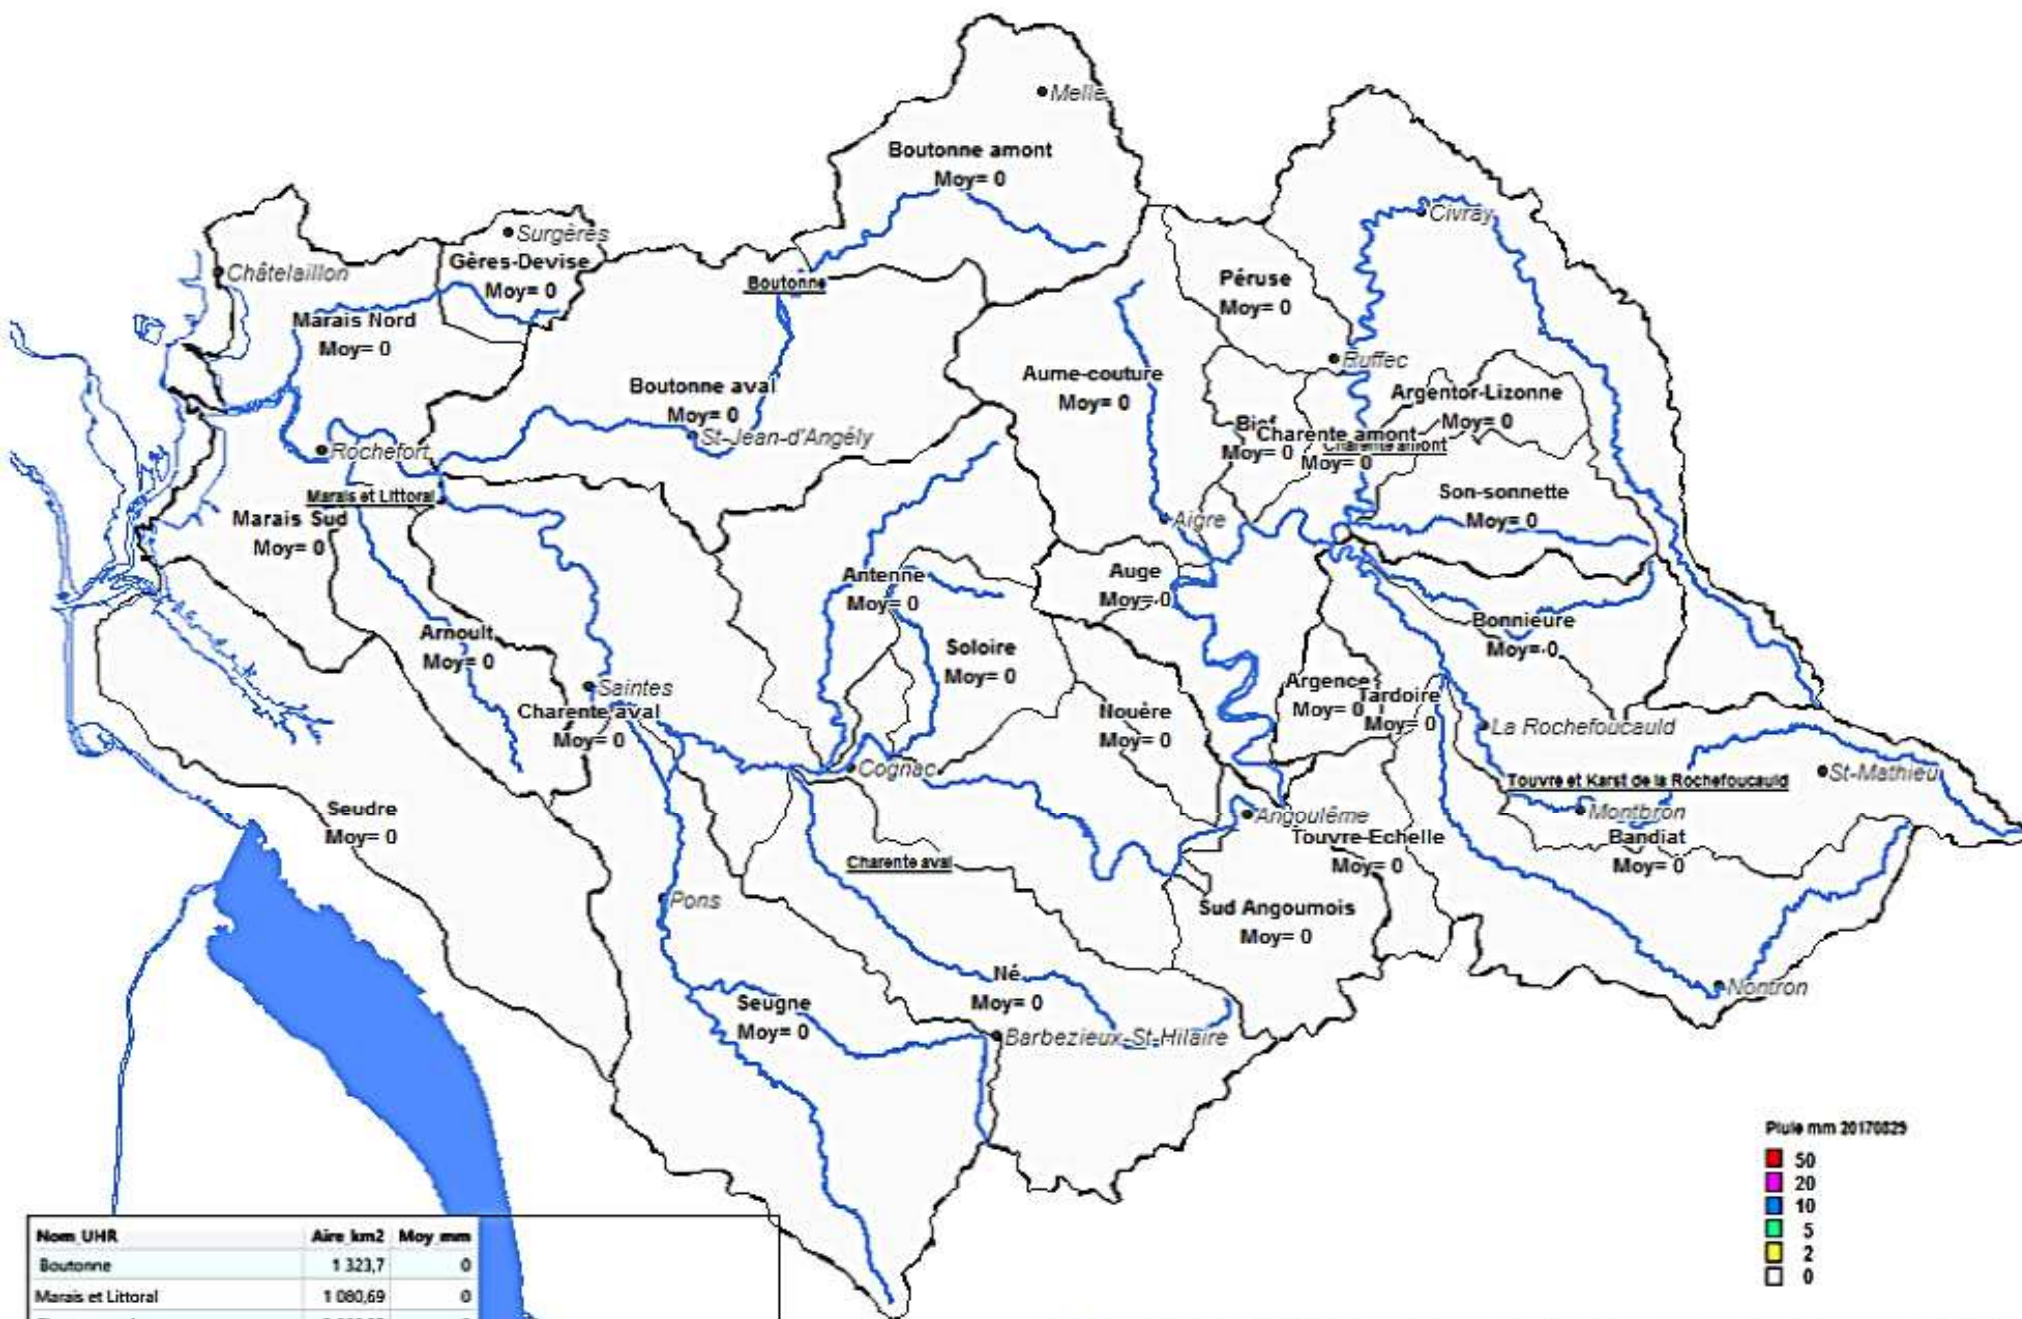 Melle
Boutonne amont
Moy= 0
Civray
Surgères
Gères-Devise
Moy= 0
Châtelaillon
Boutonne
Péruse
Moy= 0
Marais Nord
Moy= 0
Ruffec
Aume-couture
Moy= 0
Boutonne aval
Moy= 0
Argentor-Lizonne
Moy= 0
St-Jean-d'Angély
Bief
Moy= 0
Charente amont
Charente amont
Moy= 0
Rochefort
Marais et Littoral
Marais Sud
Moy= 0
Son-sonnette
Moy= 0
Aigre
Antenne
Moy= 0
Auge
Moy= 0
Arnoult
Moy= 0
Soloire
Moy= 0
Bonnieure
Moy= 0
Saintes
Charente aval
Moy= 0
Nouère
Moy= 0
Argence
Moy= 0
Tardoire
Moy= 0
La Rochefoucauld
Cognac
Touvre et Karst de la Rochefoucauld
St-Mathieu
Seudre
Moy= 0
Angoulême
Montbron
Touvre-Echelle
Moy= 0
Bandiat
Moy= 0
Charente aval
Pons
Sud Angoumois
Moy= 0
Né
Moy= 0
Nontron
Seugne
Moy= 0
Barbezieux-St-Hilaire
Pluie mm 20170829
50
20
10
5
2
0
Nom_UHR Aire_km2 Moy_mm
Boutonne 1 323,7 0
Marais et Littoral 1 080,69 0